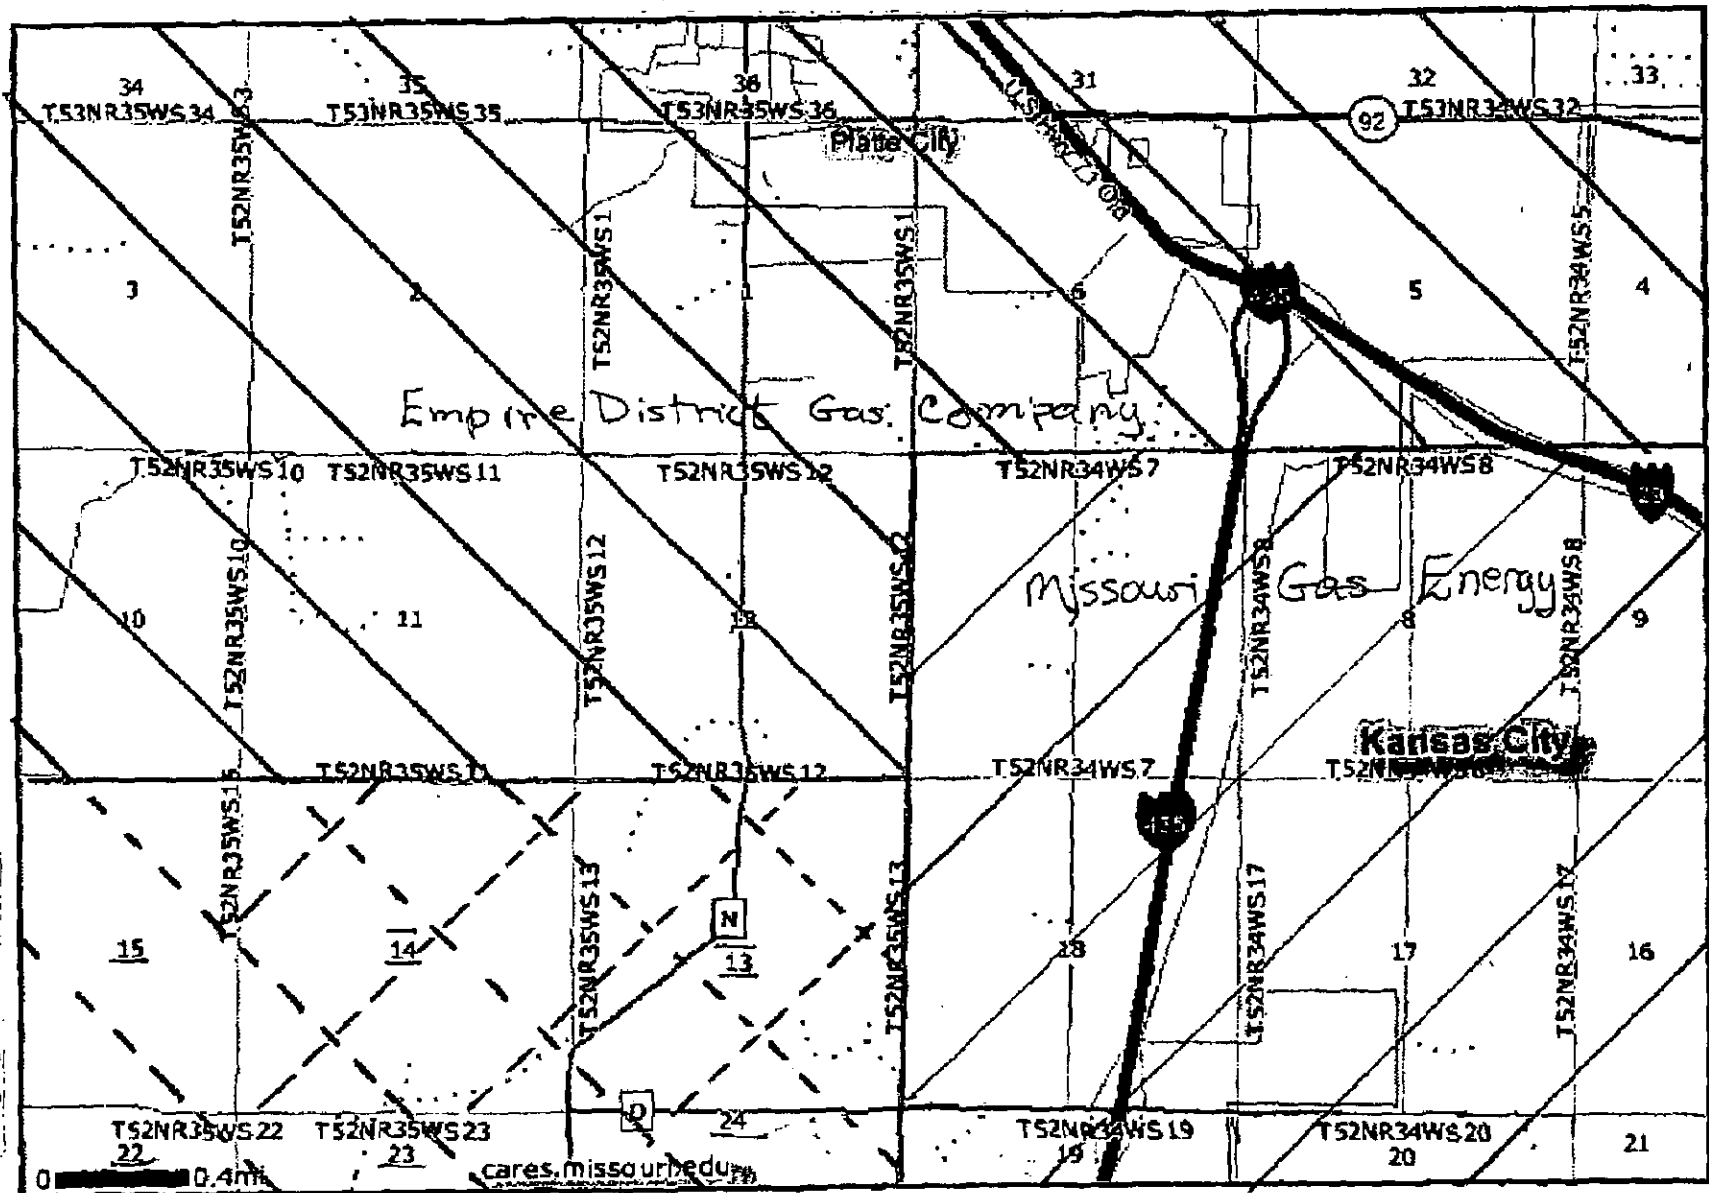 34 35 36 31 32 33
T53NR35WS34 T53NR35WS35 T53NR35WS36 92 T53NR34WS32
Platte City
T52NR35WS3
T52NR35WS1
T52NR35WS1
T52NR34WS5
3 2 1 6 5 4
Empire District Gas Company
T52NR35WS10 T52NR35WS11 T52NR35WS12 T52NR34WS7 T52NR34WS8
T52NR35WS10
T52NR35WS12
T52NR35WS12
T52NR34WS8
T52NR34WS8
Missouri Gas Energy
10 11 12 8 9
Kansas City
T52NR35WS11 T52NR35WS12 T52NR34WS7
435
T52NR35WS15
T52NR35WS13
T52NR35WS13
T52NR34WS17
T52NR34WS17
N
15 14 13 18 17 16
D
T52NR35WS22 T52NR35WS23 24 T52NR34WS19 T52NR34WS20
22 23 19 20 21
0 0.4mi cares.missouri.edu